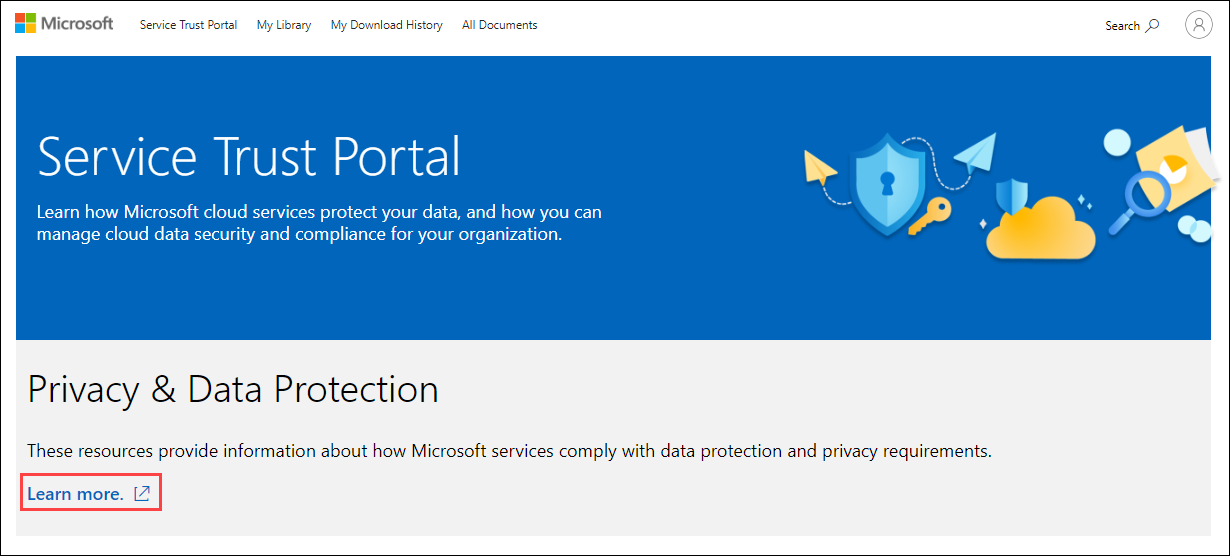 Microsoft Service Trust Portal My Library My Download History All Documents Search
Service Trust Portal
Learn how Microsoft cloud services protect your data, and how you can
manage cloud data security and compliance for your organization.
Privacy & Data Protection
These resources provide information about how Microsoft services comply with data protection and privacy requirements.
Learn more.